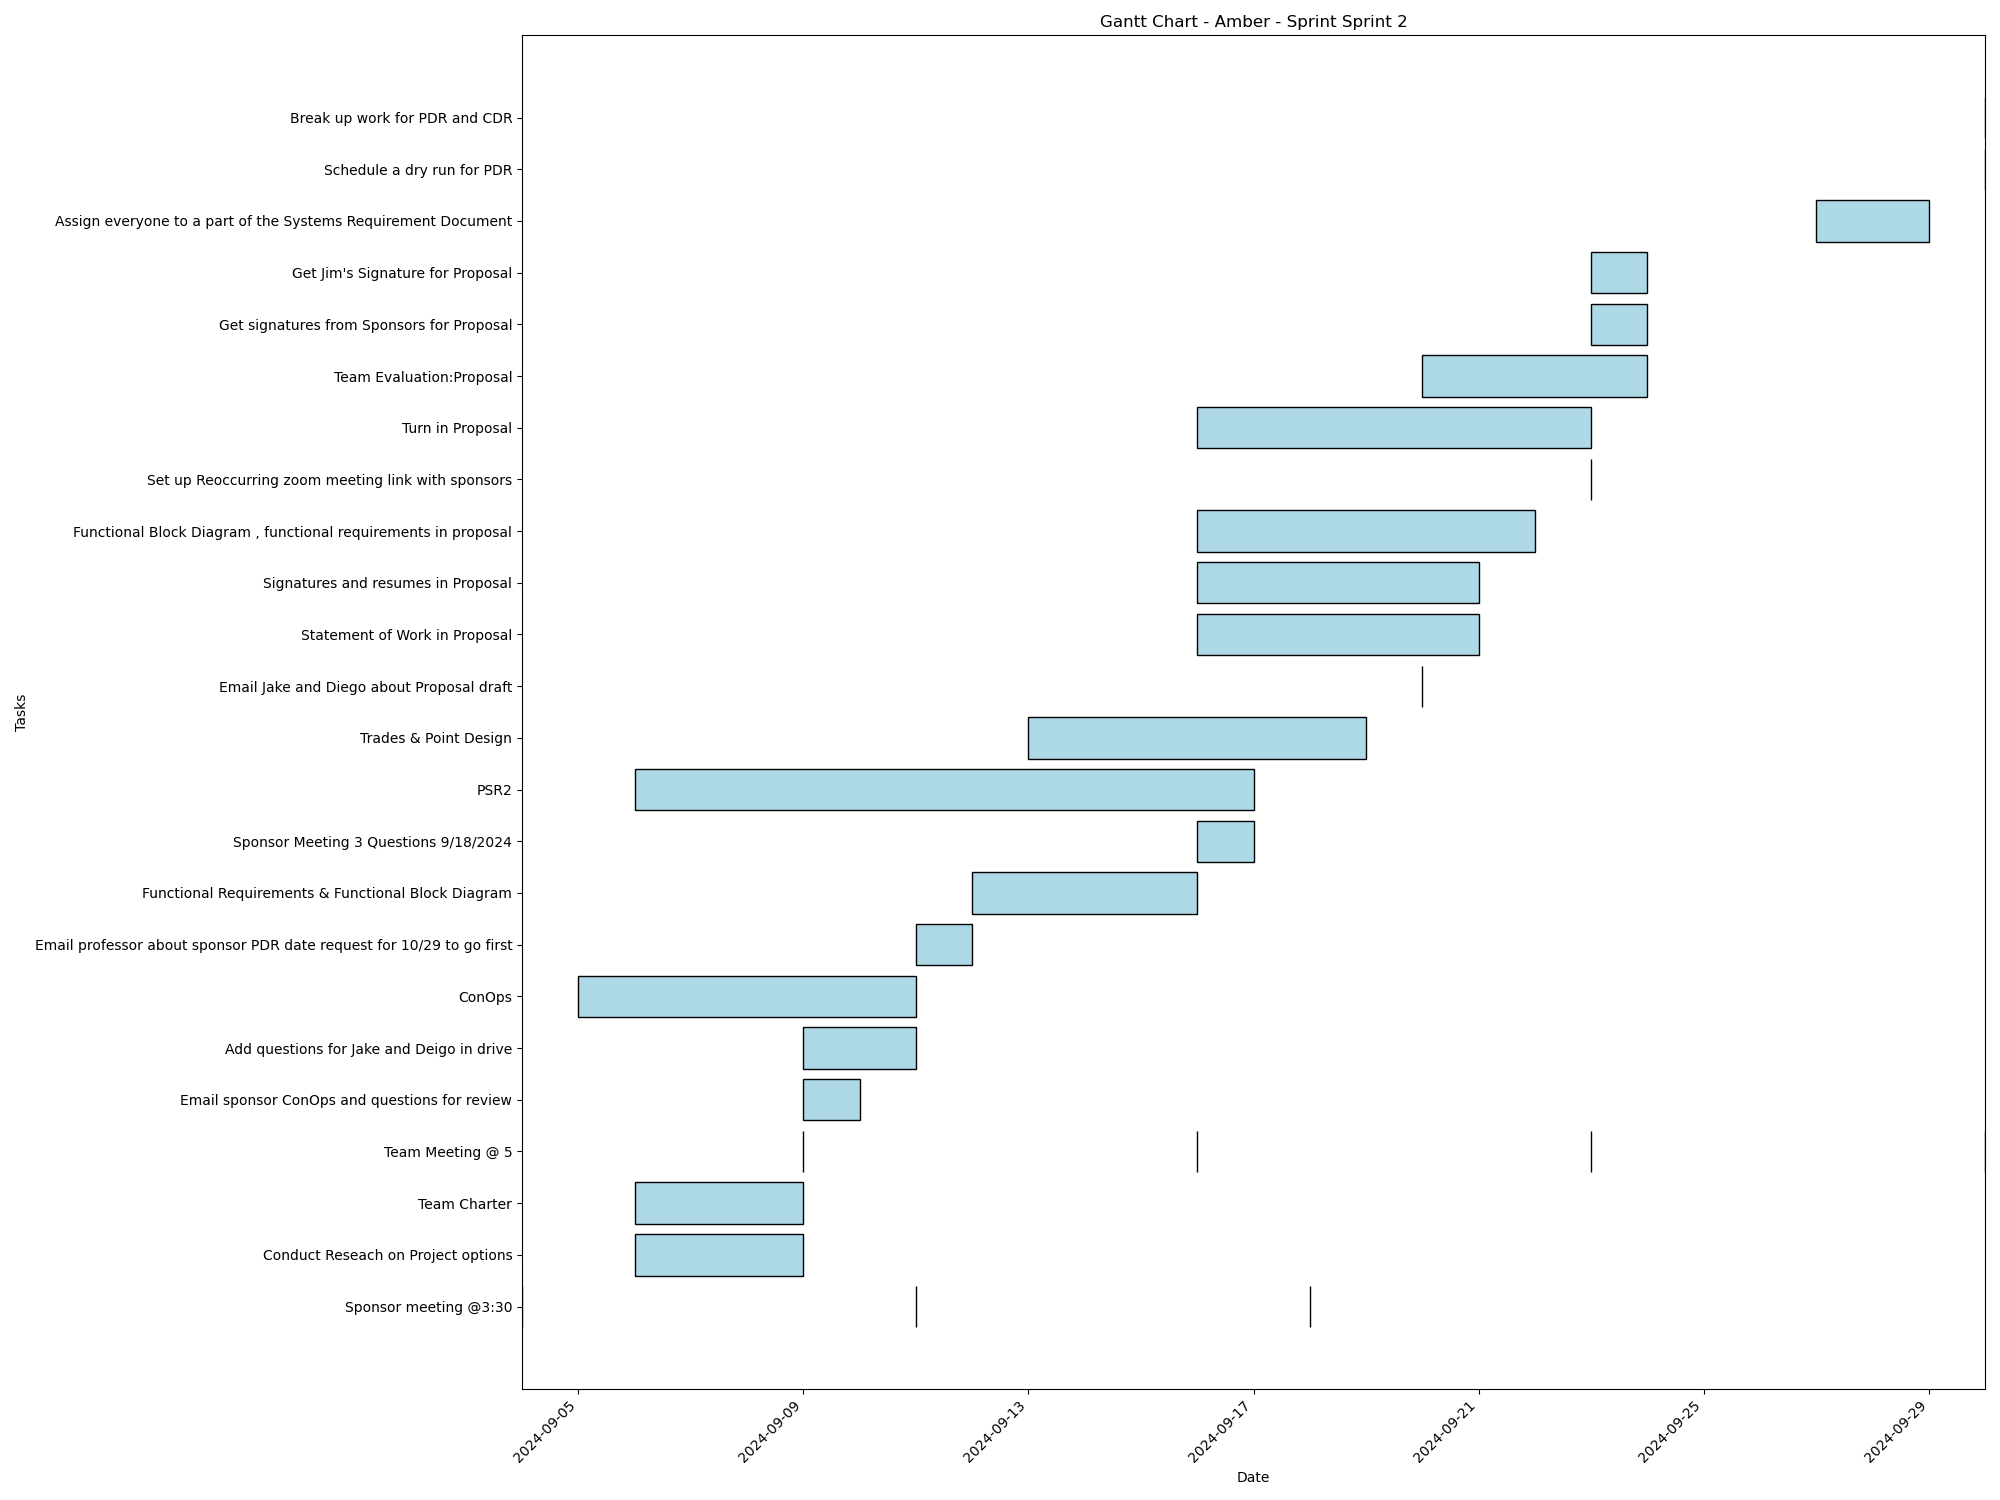 Gantt Chart - Amber - Sprint Sprint 2
Break up work for PDR and CDR
Schedule a dry run for PDR
Assign everyone to a part of the Systems Requirement Document
Get Jim's Signature for Proposal
Get signatures from Sponsors for Proposal
Team Evaluation:Proposal
Turn in Proposal
Set up Reoccurring zoom meeting link with sponsors
Functional Block Diagram , functional requirements in proposal
Signatures and resumes in Proposal
Statement of Work in Proposal
Email Jake and Diego about Proposal draft
Tasks
Trades & Point Design
PSR2
Sponsor Meeting 3 Questions 9/18/2024
Functional Requirements & Functional Block Diagram
Email professor about sponsor PDR date request for 10/29 to go first
ConOps
Add questions for Jake and Deigo in drive
Email sponsor ConOps and questions for review
Team Meeting @ 5
Team Charter
Conduct Reseach on Project options
Sponsor meeting @3:30
2024-09-05
2024-09-09
2024-09-13
2024-09-17
2024-09-21
2024-09-25
2024-09-29
Date